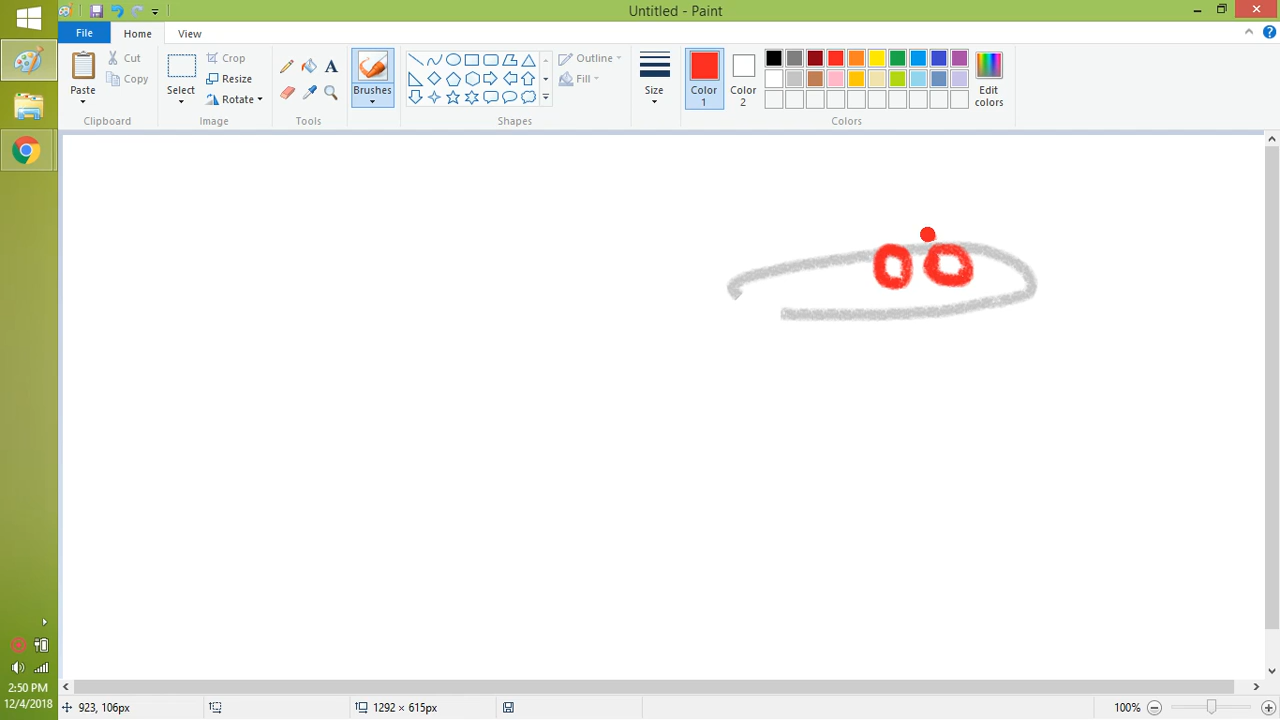 Untitled - Paint
File Home View
Paste
Cut
Copy
Clipboard
Select
Crop
Resize
Rotate
Image
A
Tools
Brushes
Shapes
Outline
Fill
Size
Color 1
Color 2
Edit colors
Colors
2:50 PM
12/4/2018
923, 106px
1292 × 615px
100%